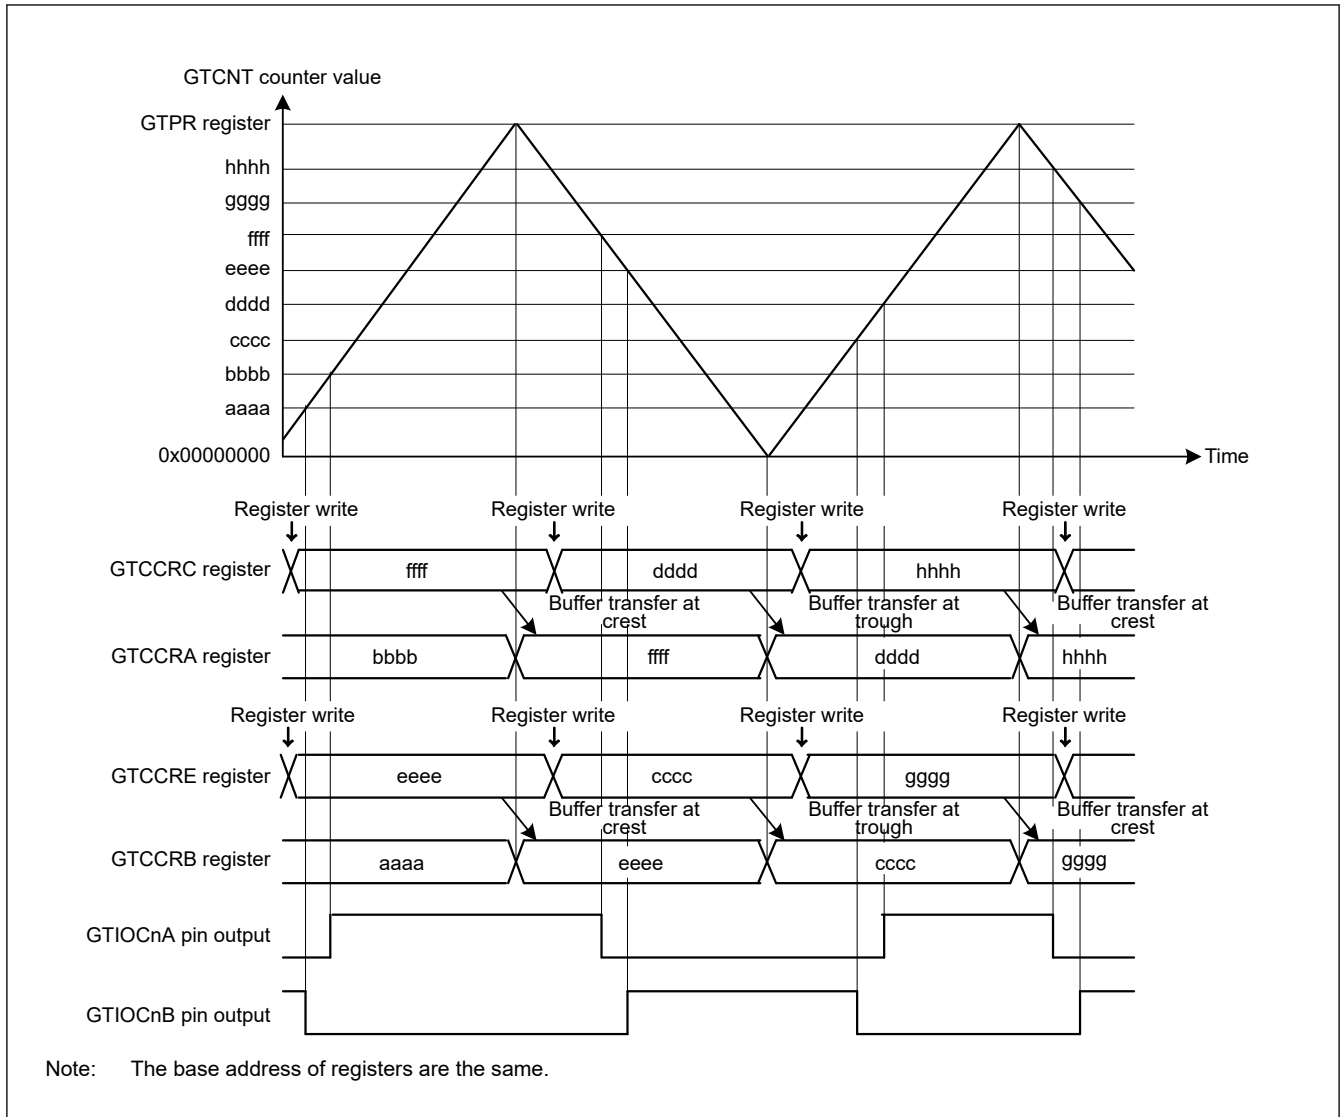 GTCNT counter value
GTPR register
hhhh
gggg
ffff
eeee
dddd
cccc
bbbb
aaaa
0x00000000
Time
Register write Register write Register write Register write
GTCCRC register ffff dddd hhhh
Buffer transfer at crest Buffer transfer at trough Buffer transfer at crest
GTCCRA register bbbb ffff dddd hhhh
Register write Register write Register write Register write
GTCCRE register eeee cccc gggg
Buffer transfer at crest Buffer transfer at trough Buffer transfer at crest
GTCCRB register aaaa eeee cccc gggg
GTIOCnA pin output
GTIOCnB pin output
Note: The base address of registers are the same.